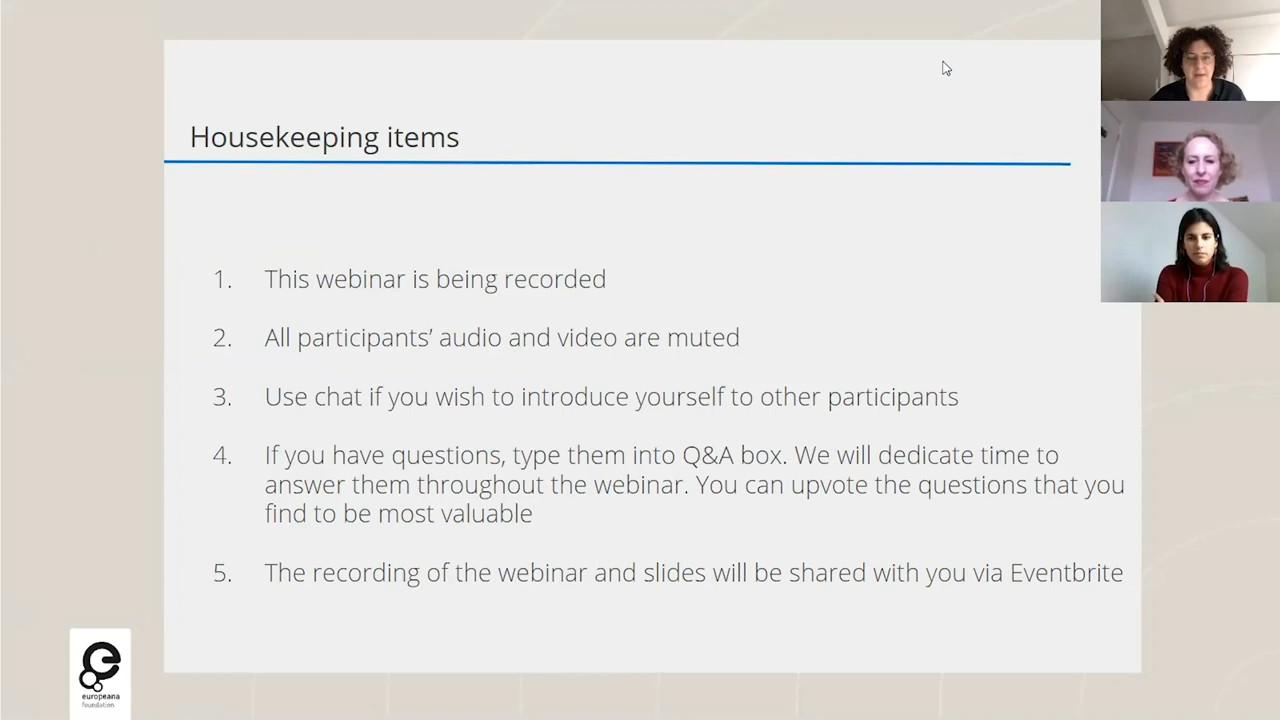 Housekeeping items
1. This webinar is being recorded
2. All participants’ audio and video are muted
3. Use chat if you wish to introduce yourself to other participants
4. If you have questions, type them into Q&A box. We will dedicate time to
answer them throughout the webinar. You can upvote the questions that you
find to be most valuable
5. The recording of the webinar and slides will be shared with you via Eventbrite
europeana
foundation